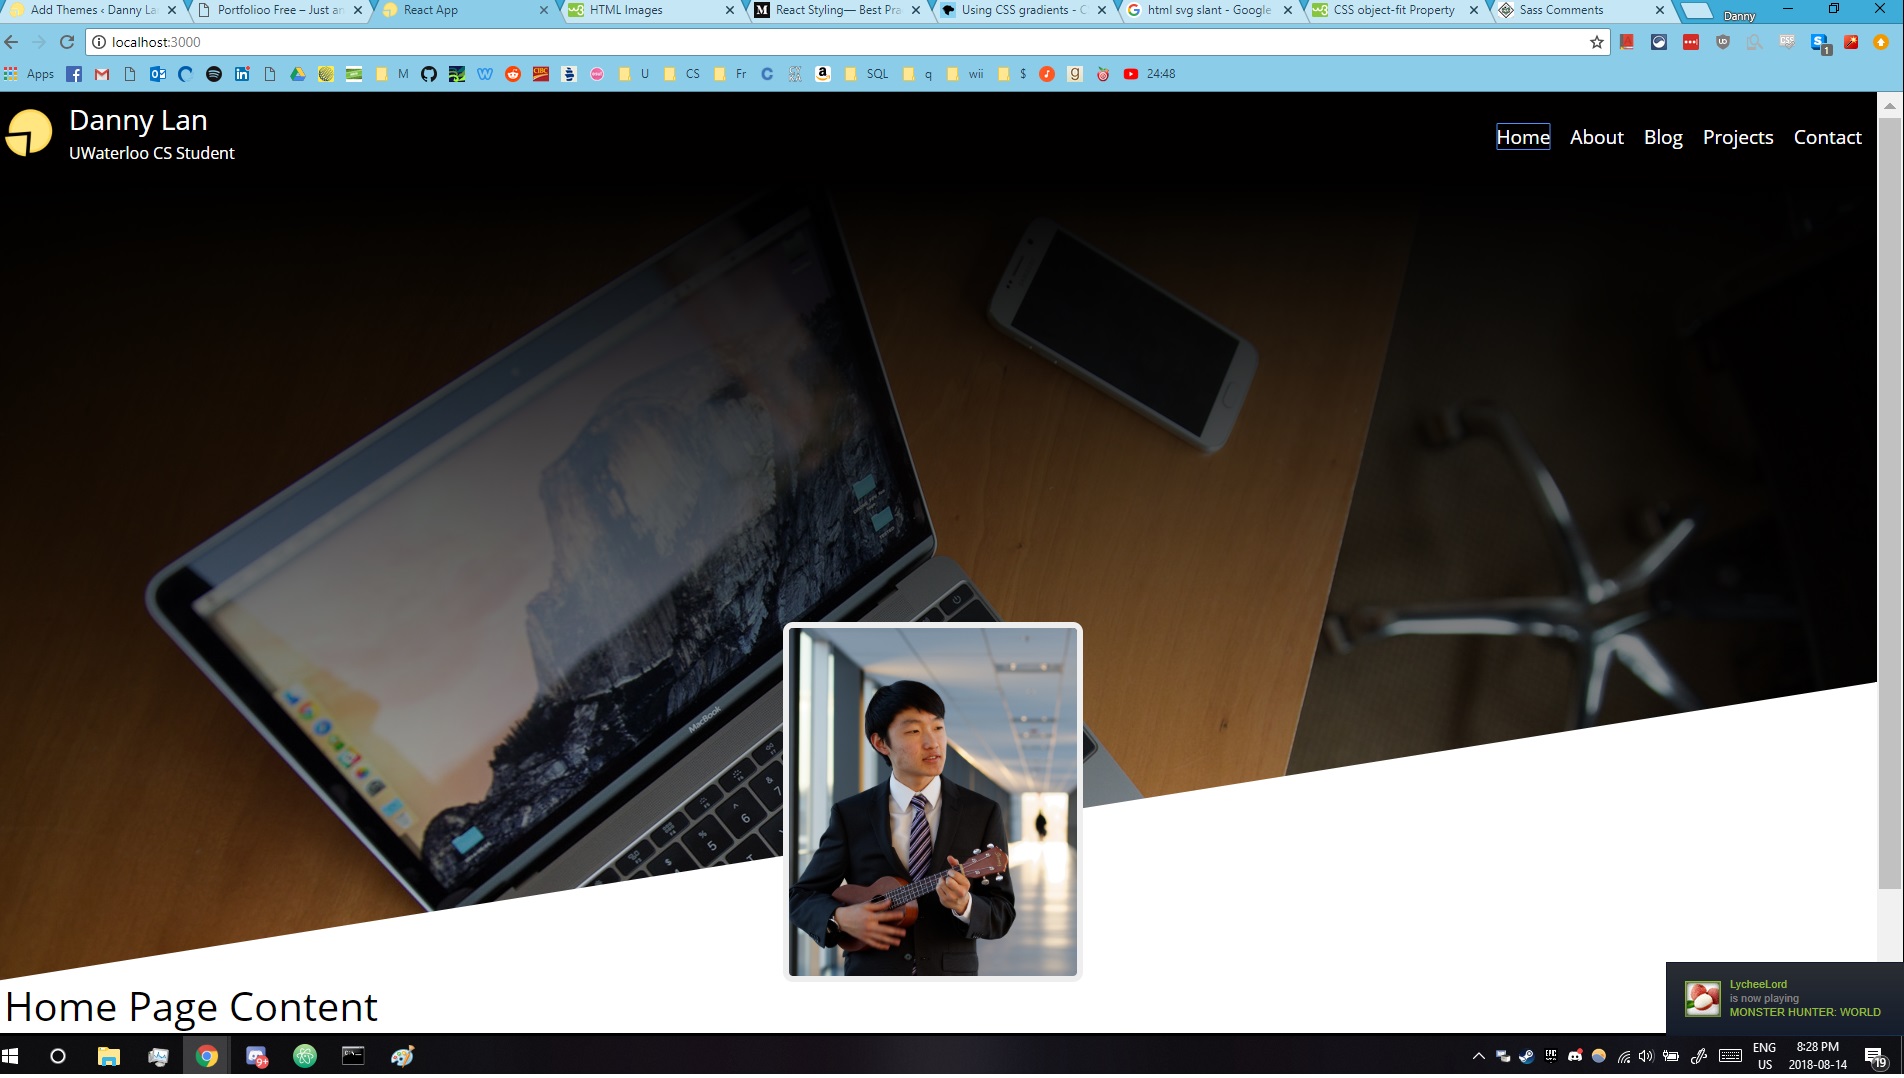 Add Themes ‹ Danny La
Portfolioo Free – Just an
React App
HTML Images
React Styling— Best Pra
Using CSS gradients - C
html svg slant - Google
CSS object-fit Property
Sass Comments
Danny
localhost:3000
Apps
M
U
CS
Fr
SQL
q
wii
$
24:48
Danny Lan
UWaterloo CS Student
Home
About
Blog
Projects
Contact
MacBook
Home Page Content
LycheeLord
is now playing
MONSTER HUNTER: WORLD
ENG
US
8:28 PM
2018-08-14
19